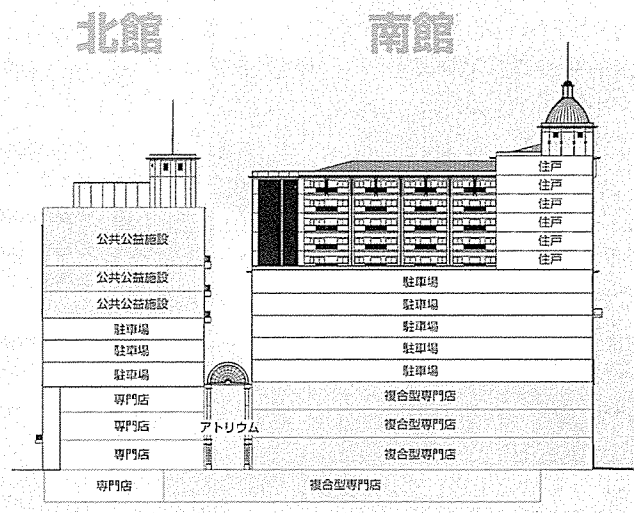 北館
南館
公共公益施設
公共公益施設
公共公益施設
駐車場
駐車場
駐車場
専門店
専門店
専門店
専門店
アトリウム
住戸
住戸
住戸
住戸
住戸
住戸
駐車場
駐車場
駐車場
駐車場
駐車場
複合型専門店
複合型専門店
複合型専門店
複合型専門店